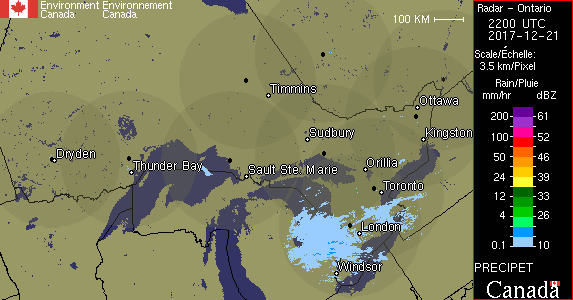 Environment Environnement
Canada Canada
100 KM
Timmins
Ottawa
Sudbury
Kingston
Dryden
Thunder Bay
Sault Ste. Marie
Orillia
Toronto
London
Windsor
Radar - Ontario
2200 UTC
2017-12-21
Scale/Échelle:
3.5 km/Pixel
Rain/Pluie
mm/hr dBZ
200 61
100 52
50 46
24 39
12 33
4 26
0.1 10
PRECIPET
Canada